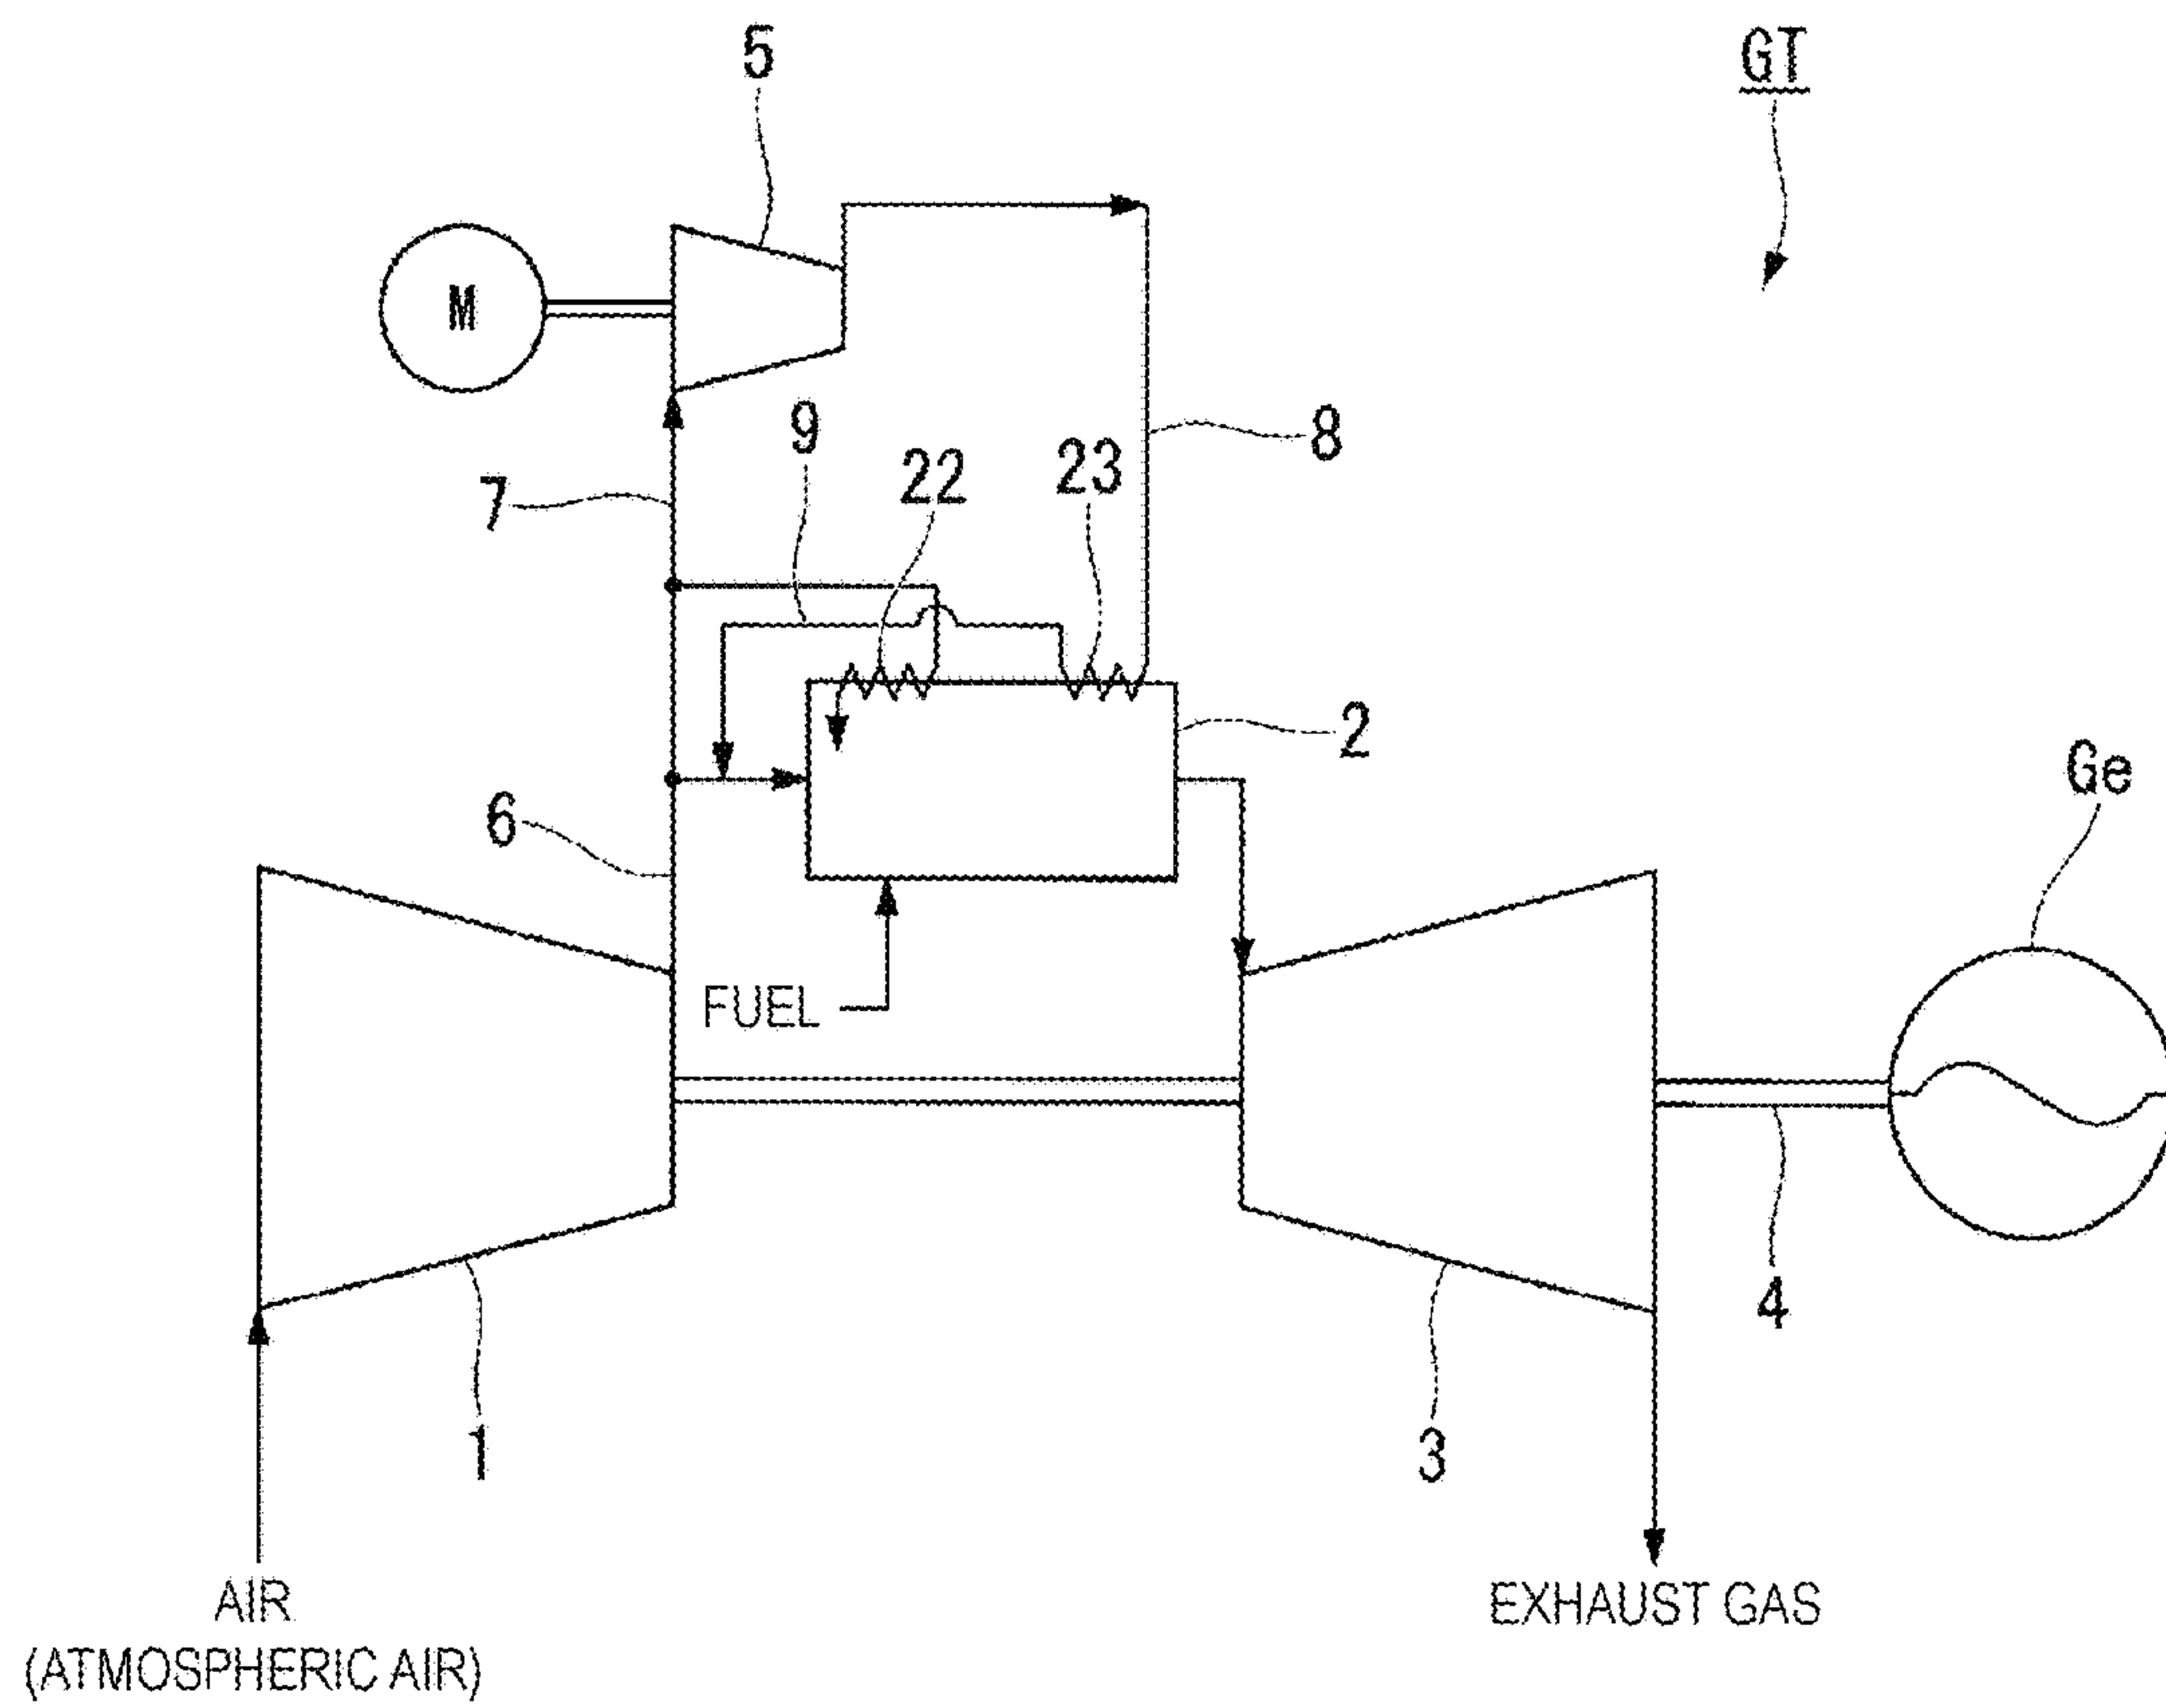 5
GT
M
9
8
22
23
7
2
Ge
6
FUEL
4
1
3
AIR
(ATMOSPHERIC AIR)
EXHAUST GAS